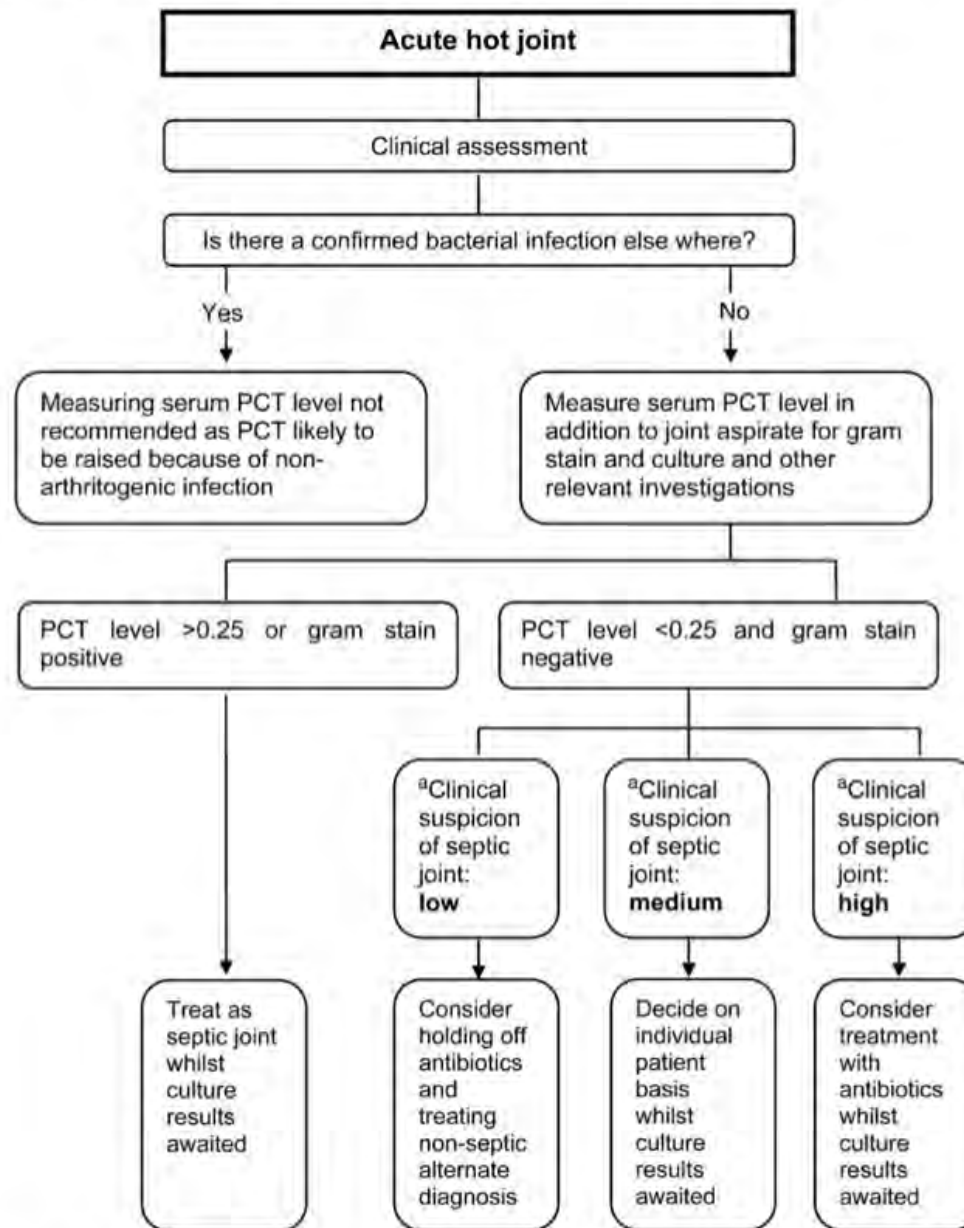 Acute hot joint
Clinical assessment
Is there a confirmed bacterial infection else where?
Yes
No
Measuring serum PCT level not
recommended as PCT likely to
be raised because of non-
arthritogenic infection
Measure serum PCT level in
addition to joint aspirate for gram
stain and culture and other
relevant investigations
PCT level >0.25 or gram stain
positive
PCT level <0.25 and gram stain
negative
aClinical
suspicion
of septic
joint:
low
aClinical
suspicion
of septic
joint:
medium
aClinical
suspicion
of septic
joint:
high
Treat as
septic joint
whilst
culture
results
awaited
Consider
holding off
antibiotics
and
treating
non-septic
alternate
diagnosis
Decide on
individual
patient
basis
whilst
culture
results
awaited
Consider
treatment
with
antibiotics
whilst
culture
results
awaited